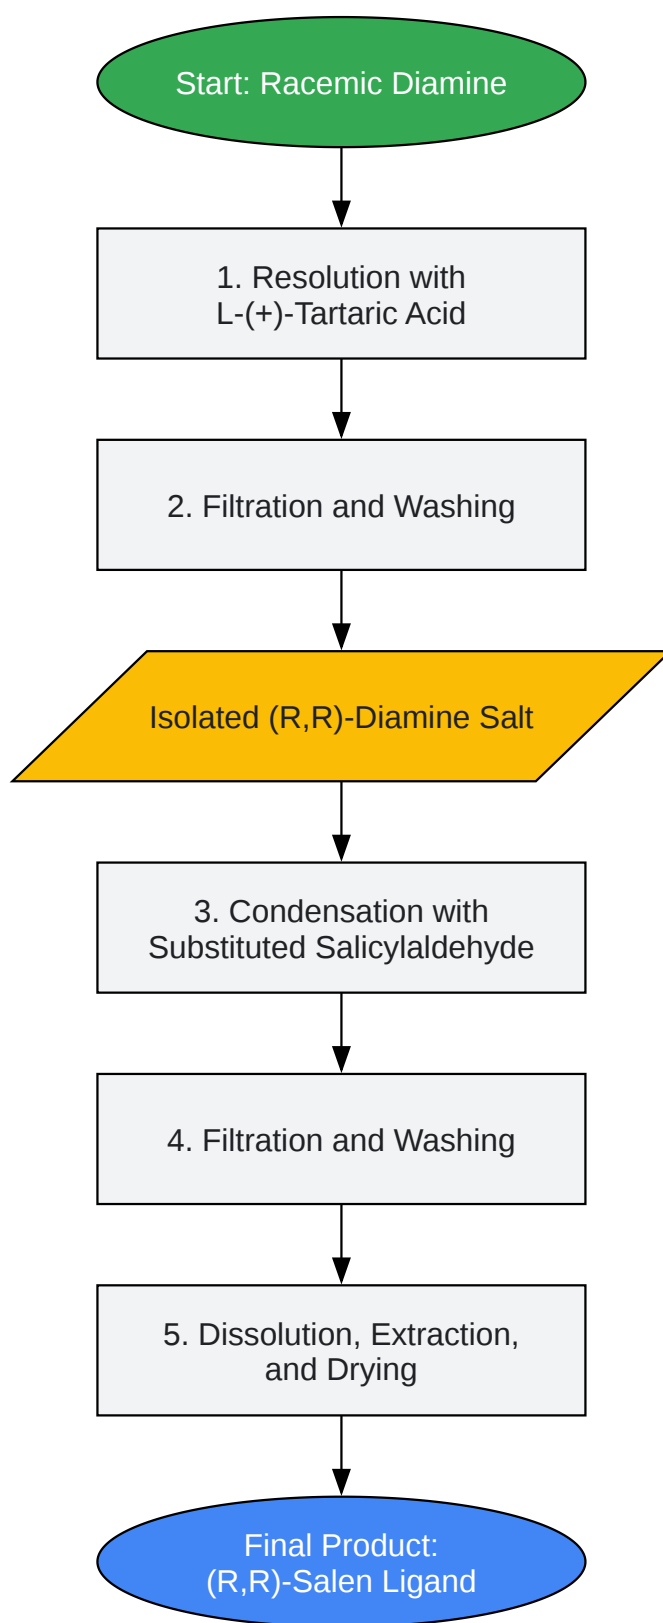 Start: Racemic Diamine
1. Resolution with
L-(+)-Tartaric Acid
2. Filtration and Washing
Isolated (R,R)-Diamine Salt
3. Condensation with
Substituted Salicylaldehyde
4. Filtration and Washing
5. Dissolution, Extraction,
and Drying
Final Product:
(R,R)-Salen Ligand